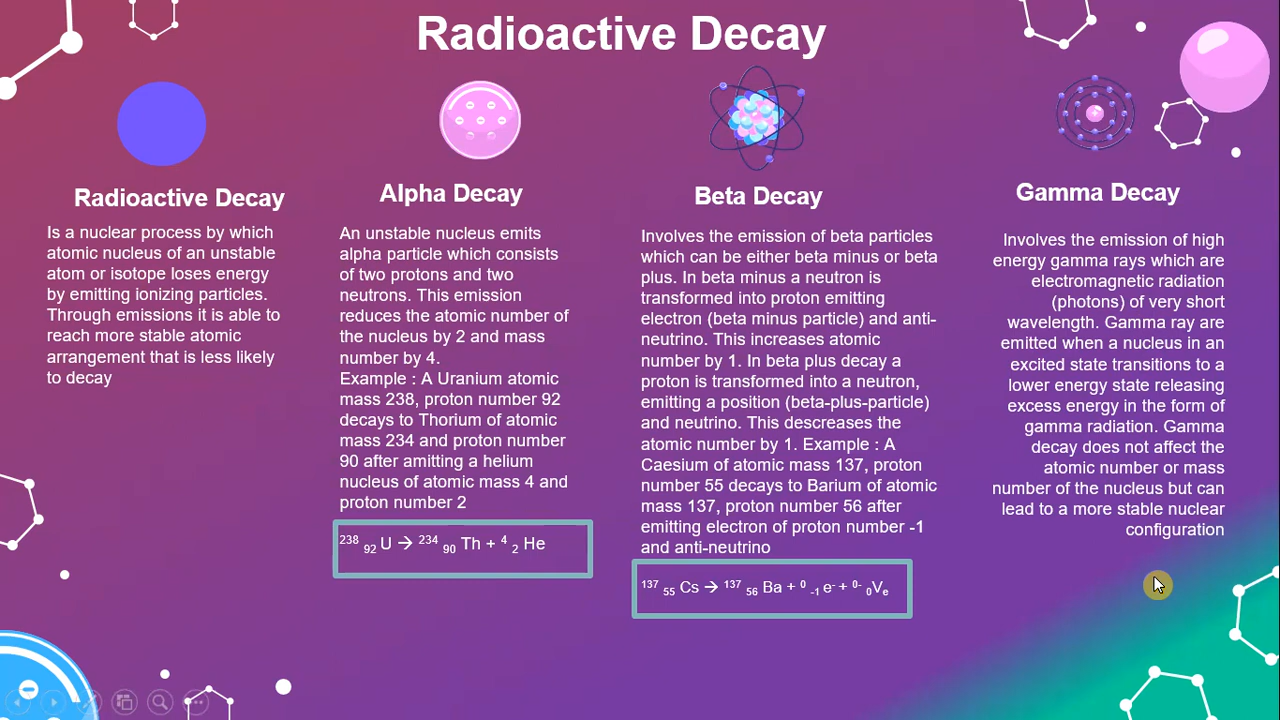 Radioactive Decay
Radioactive Decay
Is a nuclear process by which
atomic nucleus of an unstable
atom or isotope loses energy
by emitting ionizing particles.
Through emissions it is able to
reach more stable atomic
arrangement that is less likely
to decay
Alpha Decay
An unstable nucleus emits
alpha particle which consists
of two protons and two
neutrons. This emission
reduces the atomic number of
the nucleus by 2 and mass
number by 4.
Example : A Uranium atomic
mass 238, proton number 92
decays to Thorium of atomic
mass 234 and proton number
90 after amitting a helium
nucleus of atomic mass 4 and
proton number 2
²³⁸ ₉₂ U → ²³⁴ ₉₀ Th + ⁴ ₂ He
Beta Decay
Involves the emission of beta particles
which can be either beta minus or beta
plus. In beta minus a neutron is
transformed into proton emitting
electron (beta minus particle) and anti-
neutrino. This increases atomic
number by 1. In beta plus decay a
proton is transformed into a neutron,
emitting a position (beta-plus-particle)
and neutrino. This descreases the
atomic number by 1. Example : A
Caesium of atomic mass 137, proton
number 55 decays to Barium of atomic
mass 137, proton number 56 after
emitting electron of proton number -1
and anti-neutrino
¹³⁷ ₅₅ Cs → ¹³⁷ ₅₆ Ba + ⁰ ₋₁ e⁻ + ⁰⁻ ₀Vₑ
Gamma Decay
Involves the emission of high
energy gamma rays which are
electromagnetic radiation
(photons) of very short
wavelength. Gamma ray are
emitted when a nucleus in an
excited state transitions to a
lower energy state releasing
excess energy in the form of
gamma radiation. Gamma
decay does not affect the
atomic number or mass
number of the nucleus but can
lead to a more stable nuclear
configuration